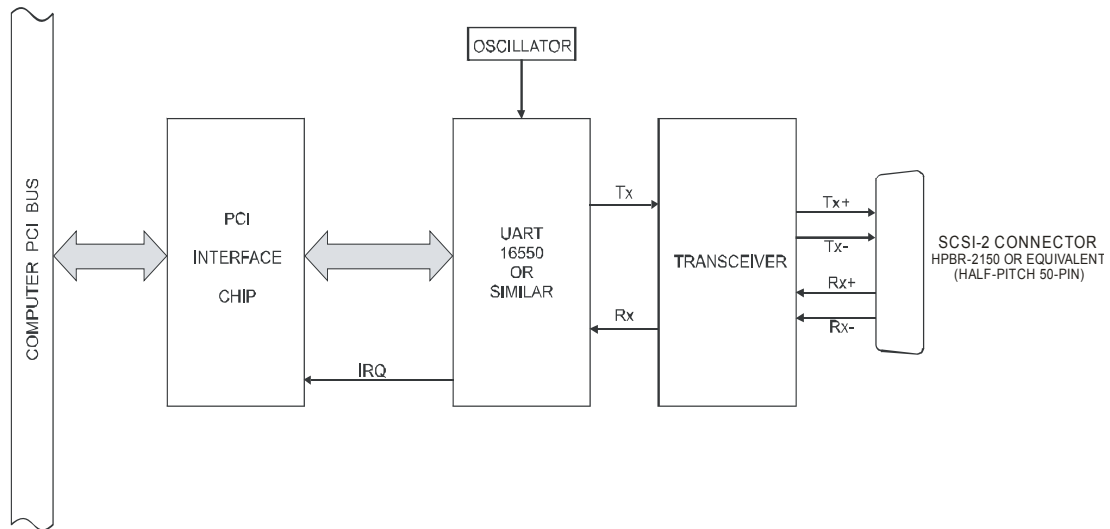 COMPUTER PCI BUS
OSCILLATOR
PCI
INTERFACE
CHIP
UART
16550
OR
SIMILAR
IRQ
Tx
Rx
TRANSCEIVER
Tx+
Tx-
Rx+
Rx-
SCSI-2 CONNECTOR
HPBR-2150 OR EQUIVALENT
(HALF-PITCH 50-PIN)